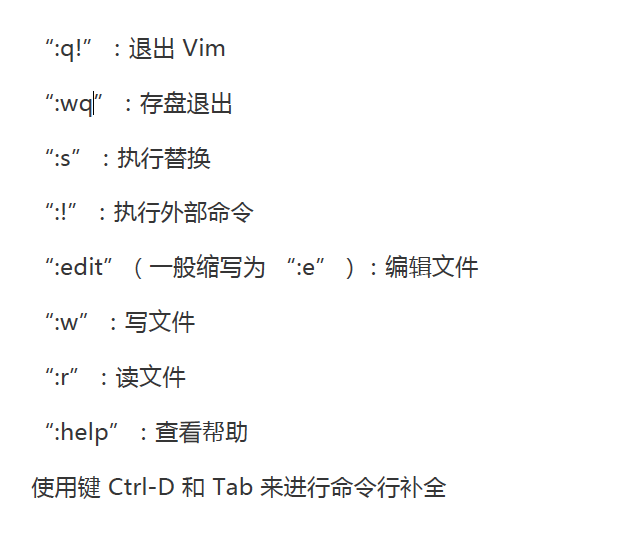 “:q!” ：退出 Vim
“:wq” ：存盘退出
“:s” ：执行替换
“:!” ：执行外部命令
“:edit”（ 一般缩写为 “:e” ）：编辑文件
“:w” ：写文件
“:r” ：读文件
“:help” ：查看帮助
使用键 Ctrl-D 和 Tab 来进行命令行补全